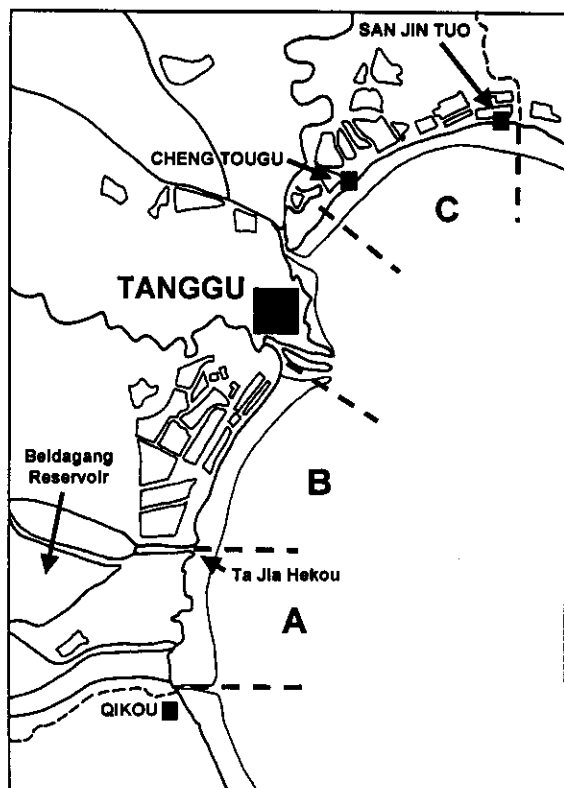 SAN JIN TUO
CHENG TOUGU
C
TANGGU
Beidagang
Reservoir
B
Ta Jia Hekou
A
QIKOU